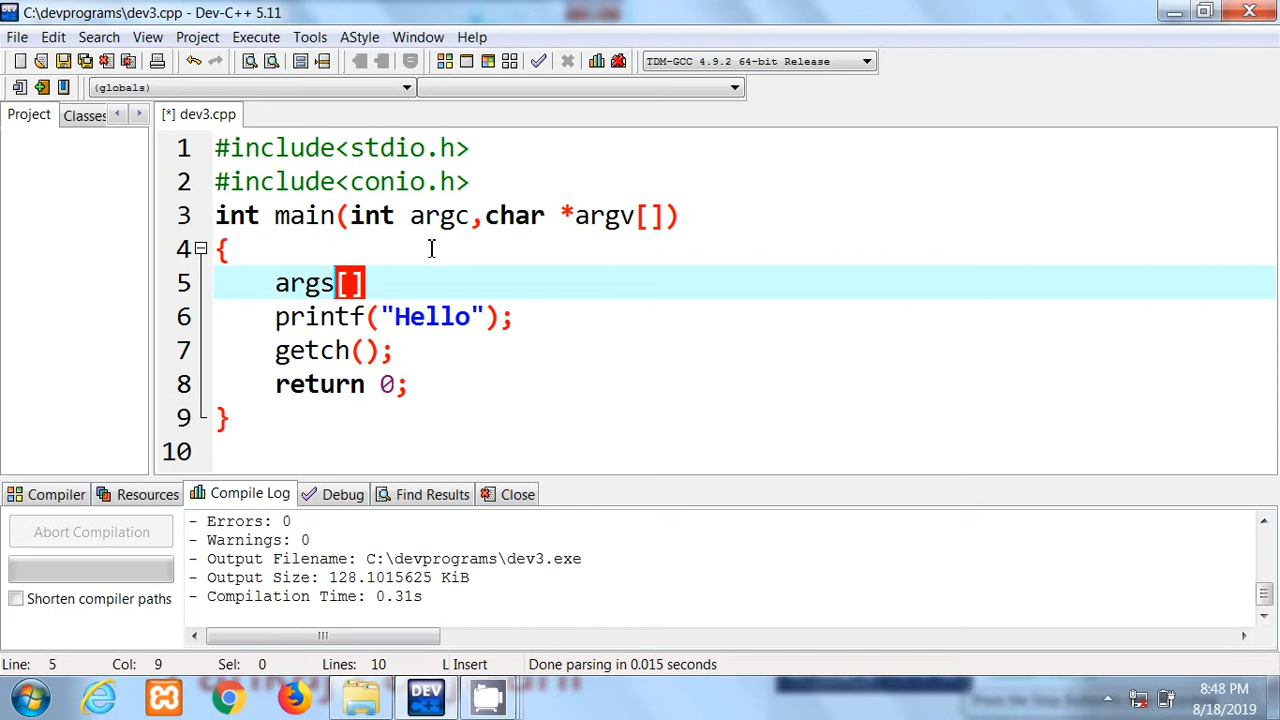 C:\devprograms\dev3.cpp - Dev-C++ 5.11
File Edit Search View Project Execute Tools AStyle Window Help
TDM-GCC 4.9.2 64-bit Release
(globals)
Project Classes [*] dev3.cpp
1 #include<stdio.h>
2 #include<conio.h>
3 int main(int argc,char *argv[])
4 {
5 args[]
6 printf("Hello");
7 getch();
8 return 0;
9 }
10
Compiler Resources Compile Log Debug Find Results Close
Abort Compilation
Shorten compiler paths
- Errors: 0
- Warnings: 0
- Output Filename: C:\devprograms\dev3.exe
- Output Size: 128.1015625 KiB
- Compilation Time: 0.31s
Line: 5 Col: 9 Sel: 0 Lines: 10 L Insert Done parsing in 0.015 seconds
DEV C++
8:48 PM
8/18/2019